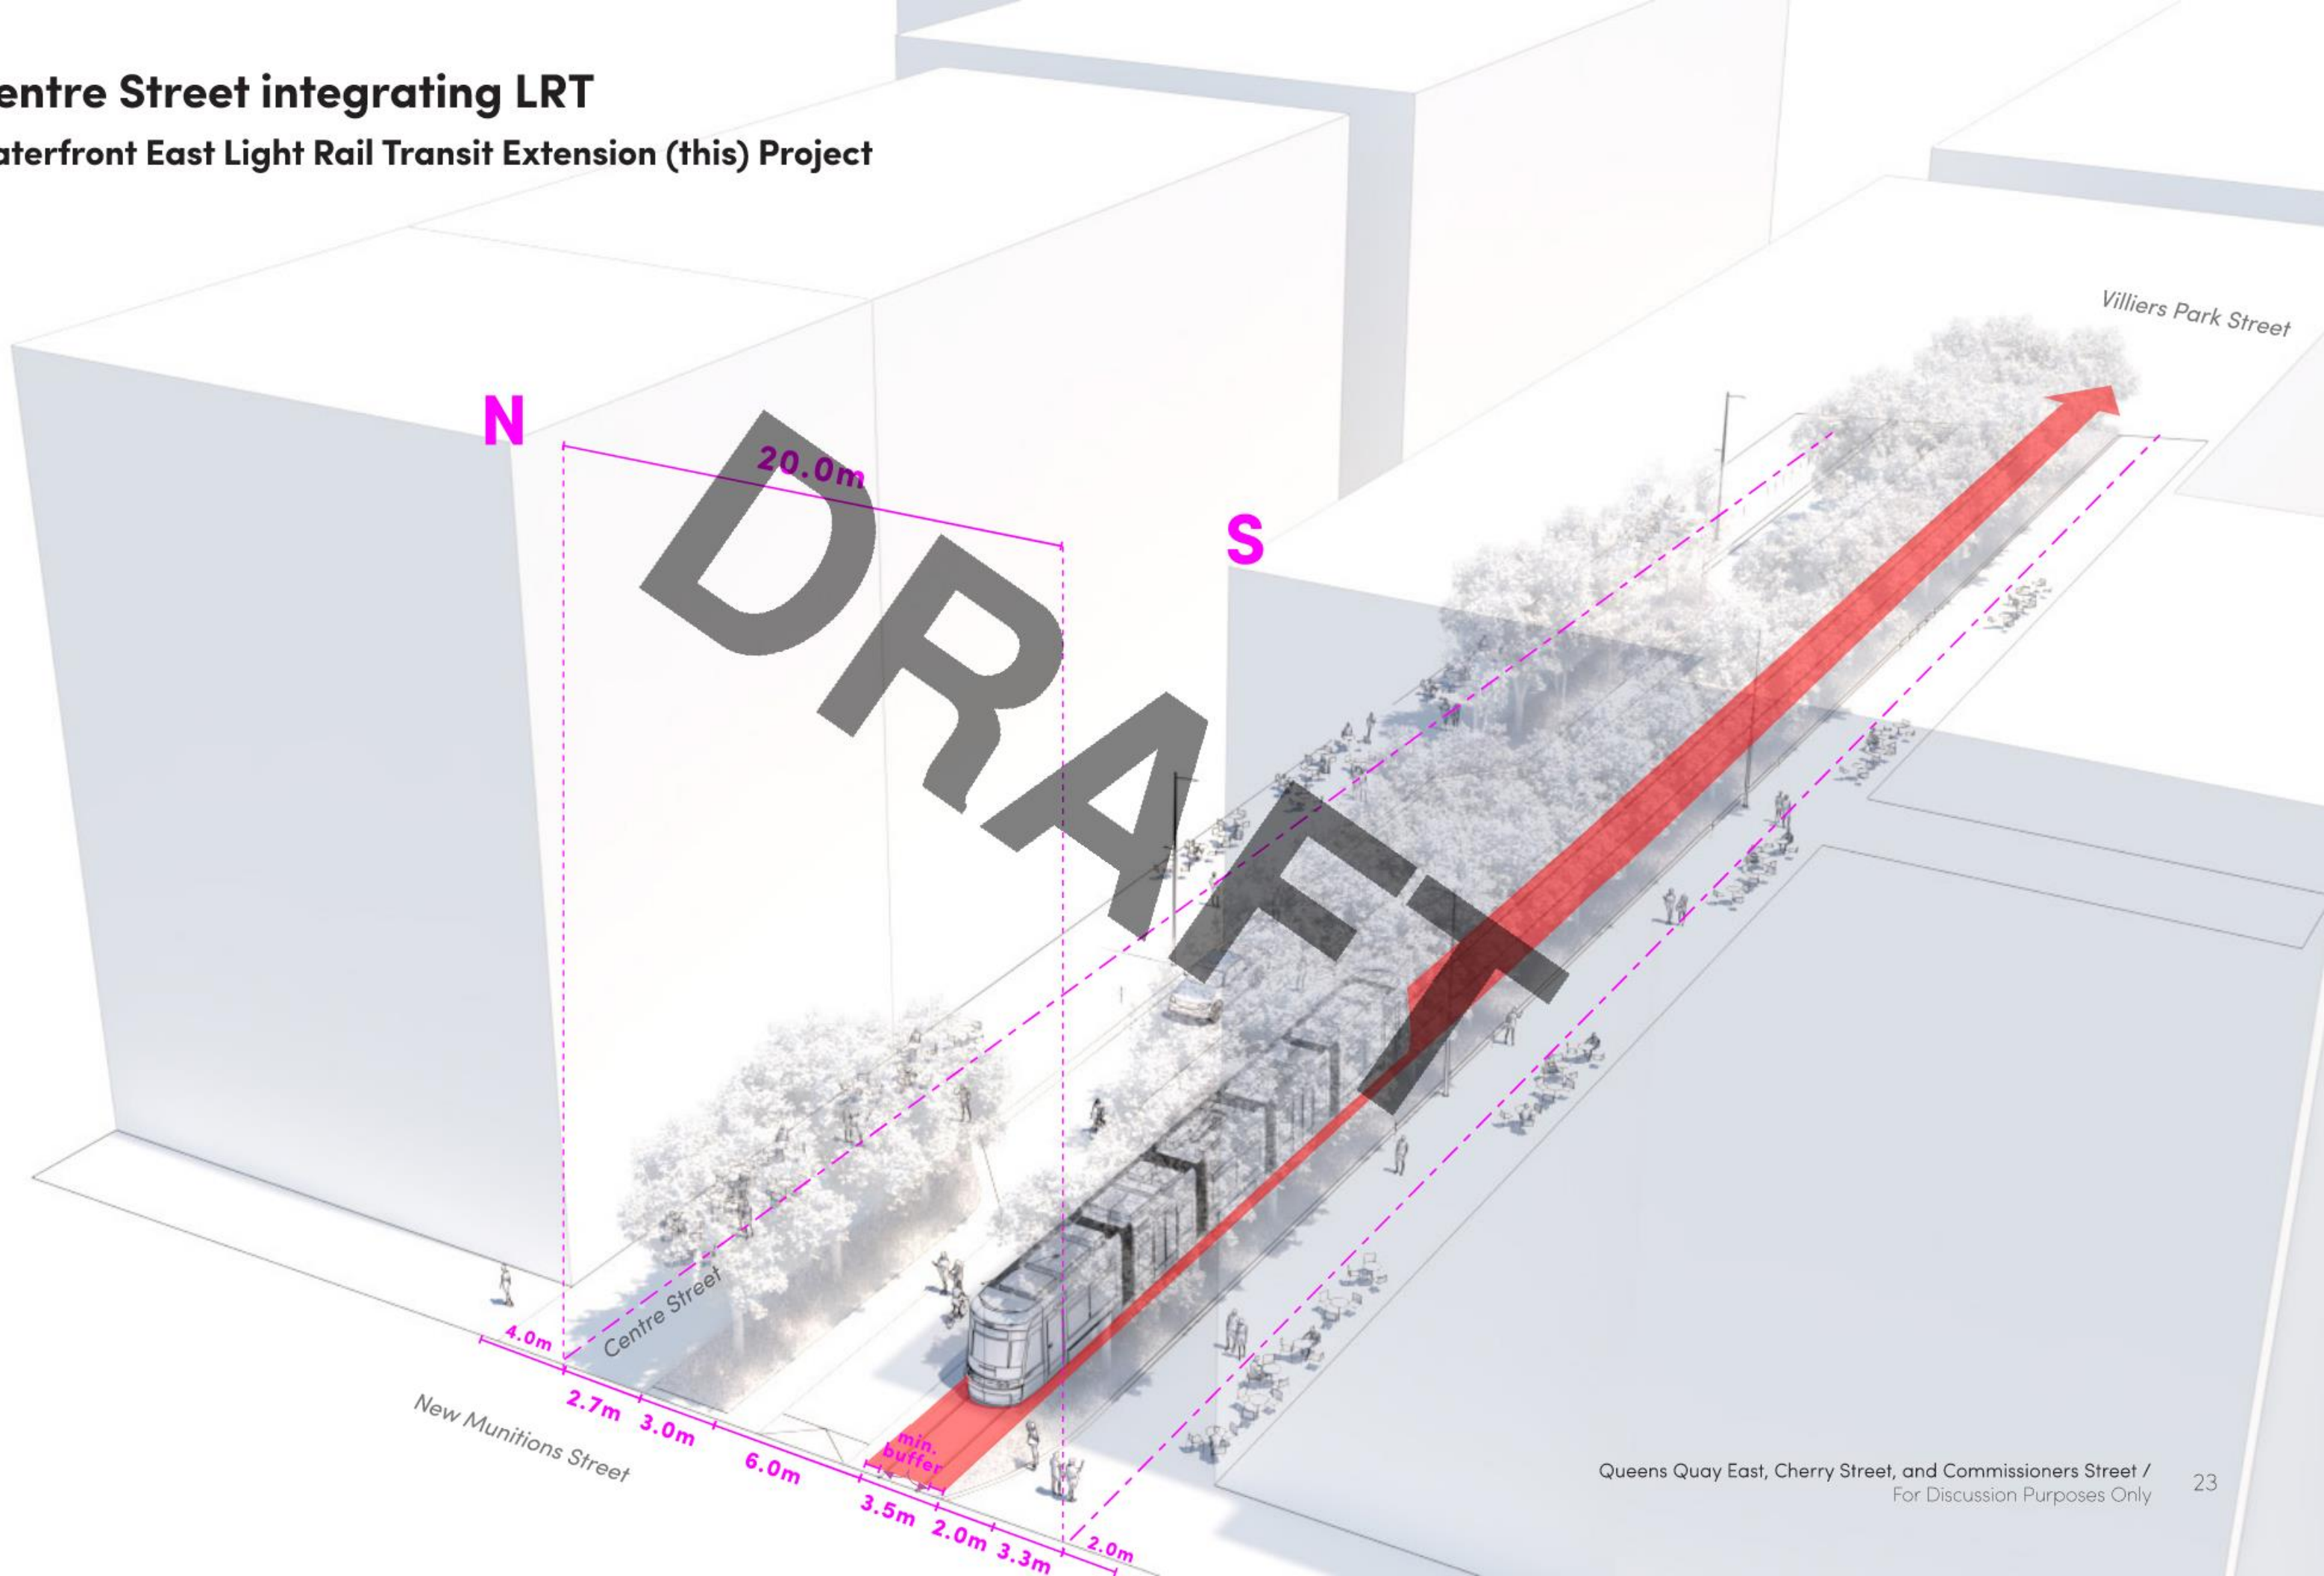 entre Street integrating LRT
aterfront East Light Rail Transit Extension (this) Project
Villiers Park Street
N
20.0m
S
DRAFT
Centre Street
4.0m
New Munitions Street
2.7m
3.0m
6.0m
min.
buffer
3.5m
2.0m
3.3m
2.0m
Queens Quay East, Cherry Street, and Commissioners Street /
For Discussion Purposes Only
23